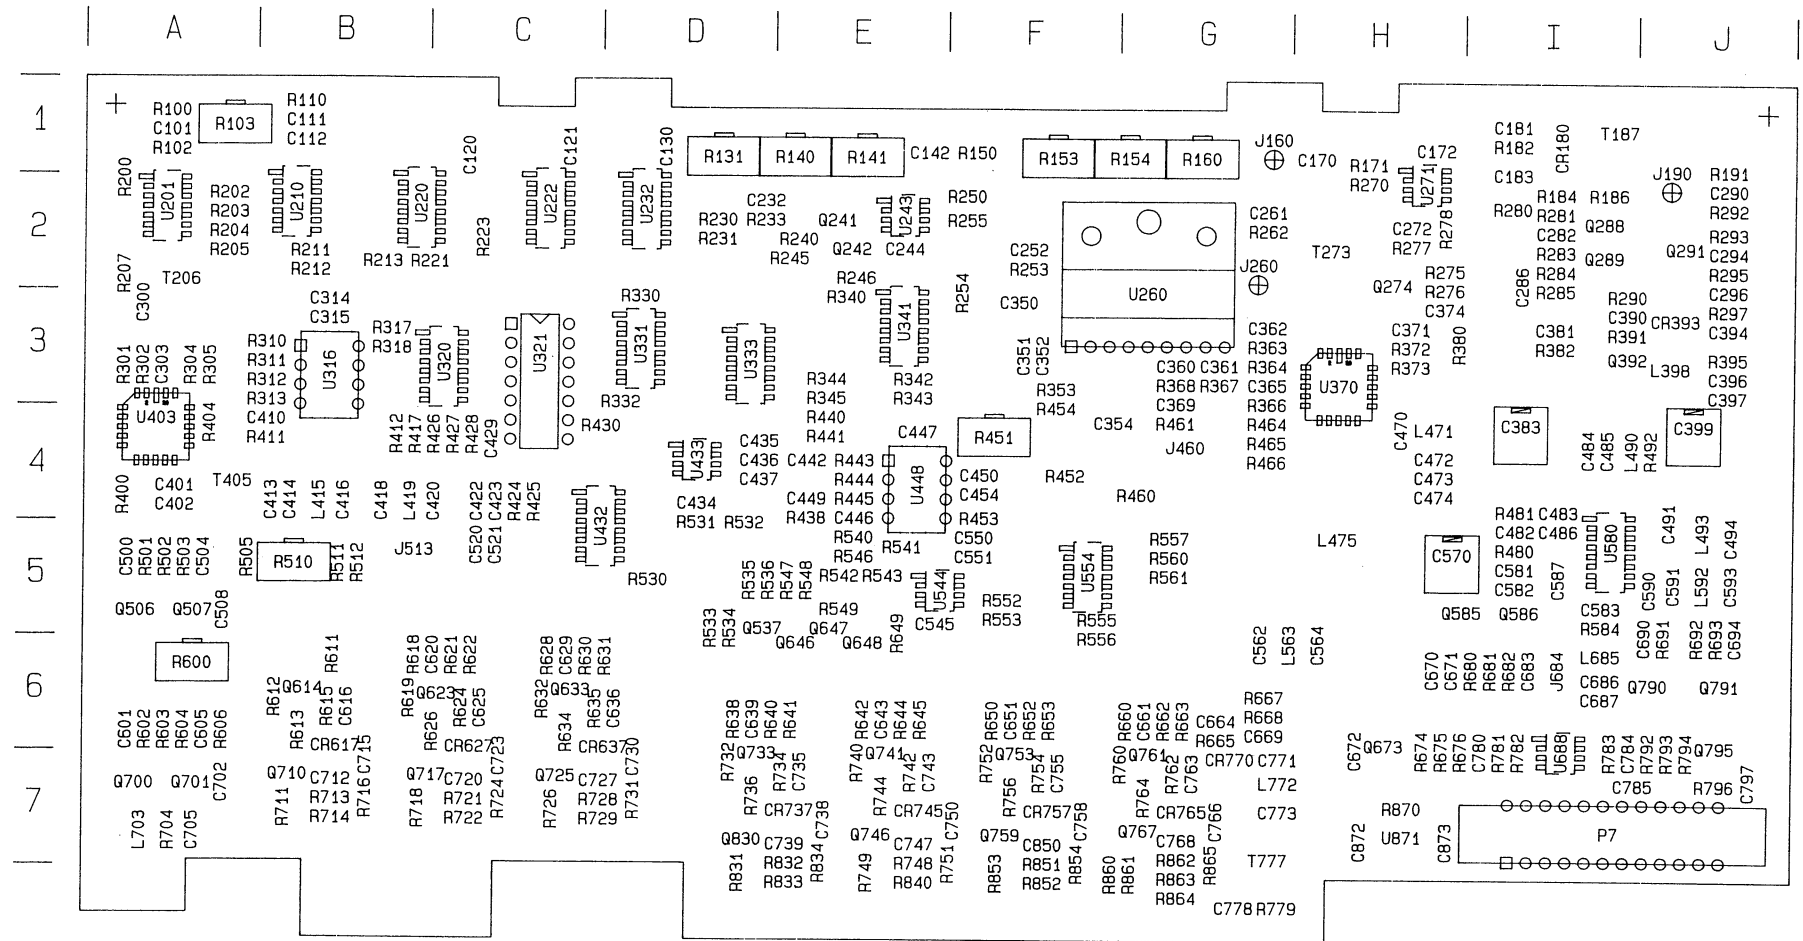 A B C D E F G H I J
1
R100
C101
R102
R103
R110
C111
C112
C120
C121
C130
R131
R140
R141
C142 R150
R153
R154
R160
J160
C170
R171
R270
C172
C181
R182
CR180
T187
C183
J190
R191
C290
R292
2
R200
U201
R202
R203
R204
R205
U210
R211
R212
R213 R221
U220
R223
U222
U232
C232
R230 R233
R231
Q241
R240
R245
Q242
U243
C244
R246
R250
R255
C252
R253
R254
C261
R262
J260
U260
U271
C272
R277
R278
T273
Q274
R275
R276
C374
R280
R184
R281
C282
R283
R284
R285
C286
R186
Q288
Q289
Q291
R293
C294
R295
C296
R297
C394
R207
T206
C300
3
C314
C315
R317
R318
R310
R311
R312
R313
C410
R411
U316
U320
U321
R330
U331
R332
U333
R340
U341
R344
R345
R440
R441
R342
R343
C350
C351
C352
R353
R454
C354
C360 C361
R368 R367
C369
R461
C362
R363
R364
C365
R366
R464
R465
R466
U370
C371
R372
R373
R380
C381
R382
R290
C390
R391
Q392
CR393
L398
R395
C396
C397
R301
R302
C303
R304
R305
4
U403
R404
R400
C401
C402
T405
C413
C414
L415
C416
C418
L419
C420
R412
R417
R426
R427
R428
C429
C422
C423
R424
R425
R430
U432
U433
C434
C435
C436
C437
C442
C447
R443
R444
R445
C446
C449
R438
U448
R451
C450
C454
R453
R452
R460
J460
C470
L471
C472
C473
C474
C383
C484
C485
L490
R492
C399
5
C500
R501
R502
R503
C504
R505
R510
R511
R512
J513
C520
C521
R531 R532
R530
R535
R536
R547
R548
R540
R546
R541
R542 R543
U544
C545
C550
C551
R552
R553
U554
R555
R556
R557
R560
R561
L475
C570
R481 C483
C482 C486
R480
C581
C582
C587
U580
C583
R584
Q585
Q586
C491
L493
C494
C590
C591
L592
C593
Q506
Q507
C508
R533
R534
Q537
R549
Q647
Q646
Q648
R649
6
R600
R611
R612
Q614
R613
R615
C616
CR617
C715
R618
C620
R621
R622
R619
Q623
R624
C625
R626
CR627
C723
R628
C629
R630
R631
R632
Q633
R634
R635
C636
CR637
C730
R638
C639
R640
R641
R642
C643
R644
R645
R650
C651
R652
R653
R660
C661
R662
R663
C664
R665
C562
L563
C564
R667
R668
C669
C670
C671
R680
R681
R682
C683
J684
L685
C686
C687
C690
R691
R692
R693
C694
Q790
Q791
C601
R602
R603
R604
C605
R606
C672
Q673
R674
R675
R676
C780
R781
R782
U688
R783
C784
R792
R793
R794
Q795
7
Q700
Q701
C702
L703
R704
C705
Q710
R711
C712
R713
R714
R716
Q717
R718
C720
R721
R722
R724
Q725
R726
C727
R728
R729
R731
R732
Q733
R734
C735
R736
CR737
C738
Q830
C739
R831
R832
R833
R834
R740
Q741
R742
C743
R744
CR745
Q746
C747
R748
R840
R749
C750
R751
R752
Q753
R754
C755
R756
CR757
C758
Q759
C850
R851
R852
R853
R854
R760
Q761
R762
C763
R764
CR765
C766
Q767
C768
R862
R863
R864
R860
R861
R865
CR770 C771
L772
C773
T777
C778 R779
R870
C872
U871
C873
C785
R796
C797
P7